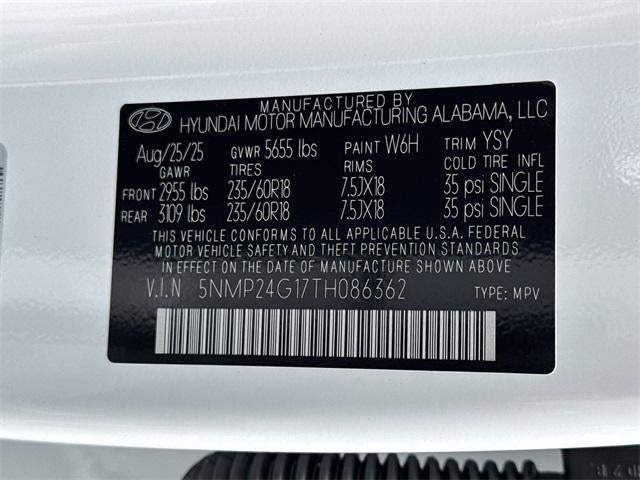 MANUFACTURED BY
HYUNDAI MOTOR MANUFACTURING ALABAMA, LLC
Aug/25/25 GVWR 5655 lbs PAINT W6H TRIM YSY
GAWR TIRES RIMS COLD TIRE INFL
FRONT 2955 lbs 235/60R18 7.5JX18 35 psi SINGLE
REAR 3109 lbs 235/60R18 7.5JX18 35 psi SINGLE
THIS VEHICLE CONFORMS TO ALL APPLICABLE U.S.A. FEDERAL
MOTOR VEHICLE SAFETY AND THEFT PREVENTION STANDARDS
IN EFFECT ON THE DATE OF MANUFACTURE SHOWN ABOVE
V.I.N 5NMP24G17TH086362 TYPE: MPV